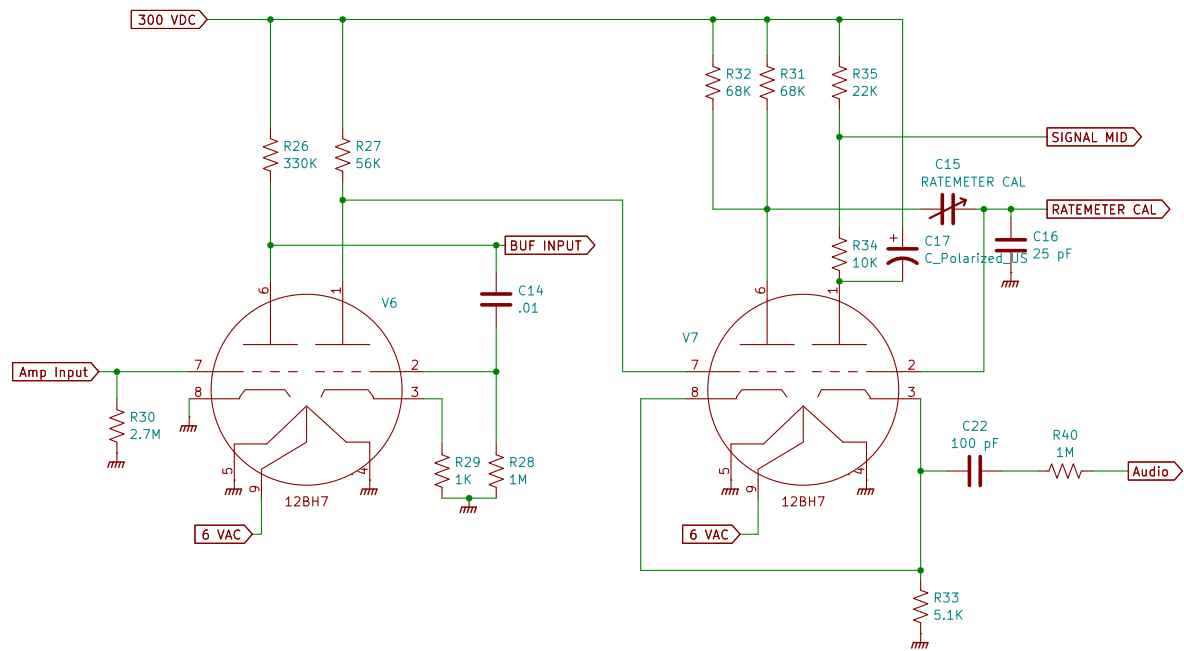 300 VDC
R32
68K
R31
68K
R35
22K
SIGNAL MID
R26
330K
R27
56K
C15
RATEMETER CAL
RATEMETER CAL
BUF INPUT
R34
10K
+
C17
C_Polarized_US
C16
25 pF
6
1
V6
C14
.01
6
1
V7
Amp Input
7
2
8
3
7
2
8
3
R30
2.7M
C22
100 pF
R40
1M
Audio
5
9
4
R29
1K
R28
1M
5
9
4
12BH7
12BH7
6 VAC
6 VAC
R33
5.1K